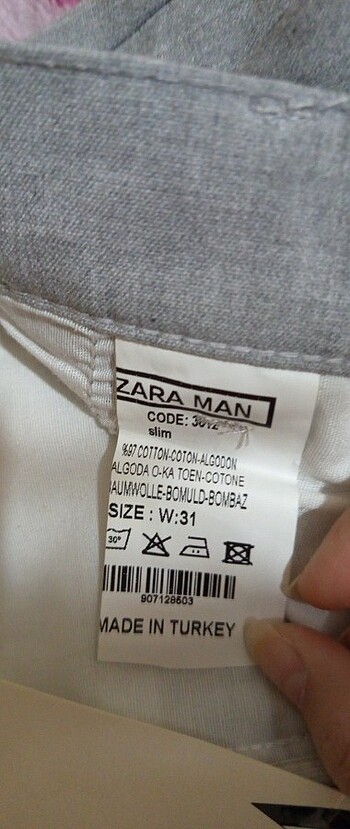 ZARA MAN
CODE:
slim
%97 COTTON-COTON-ALGODON
ALGODA O-KA TOEN-COTONE
AUMWOLLE-BOMULD-BOMBAZ
SIZE : W:31
30°
907128603
MADE IN TURKEY